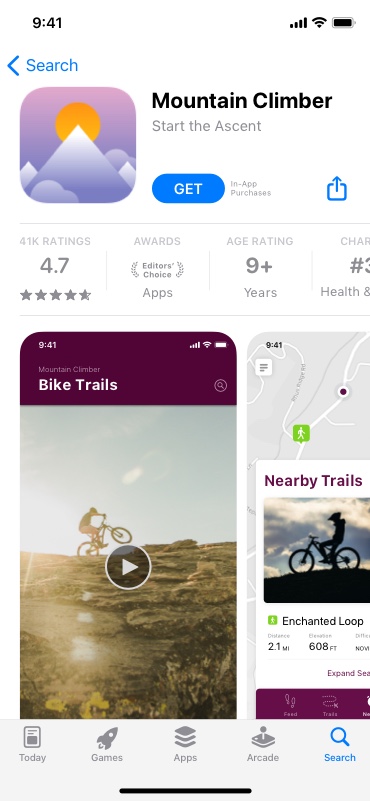 9:41
Search
Mountain Climber
Start the Ascent
GET
In-App
Purchases
41K RATINGS
4.7
AWARDS
Editors'
Choice
Apps
AGE RATING
9+
Years
CHAR
#3
Health &
9:41
Mountain Climber
Bike Trails
9:41
Nearby Trails
Enchanted Loop
Distance
Elevation
Difficu
2.1 MI
608 FT
NOVI
Expand Sea
Feed
Trails
Today
Games
Apps
Arcade
Search